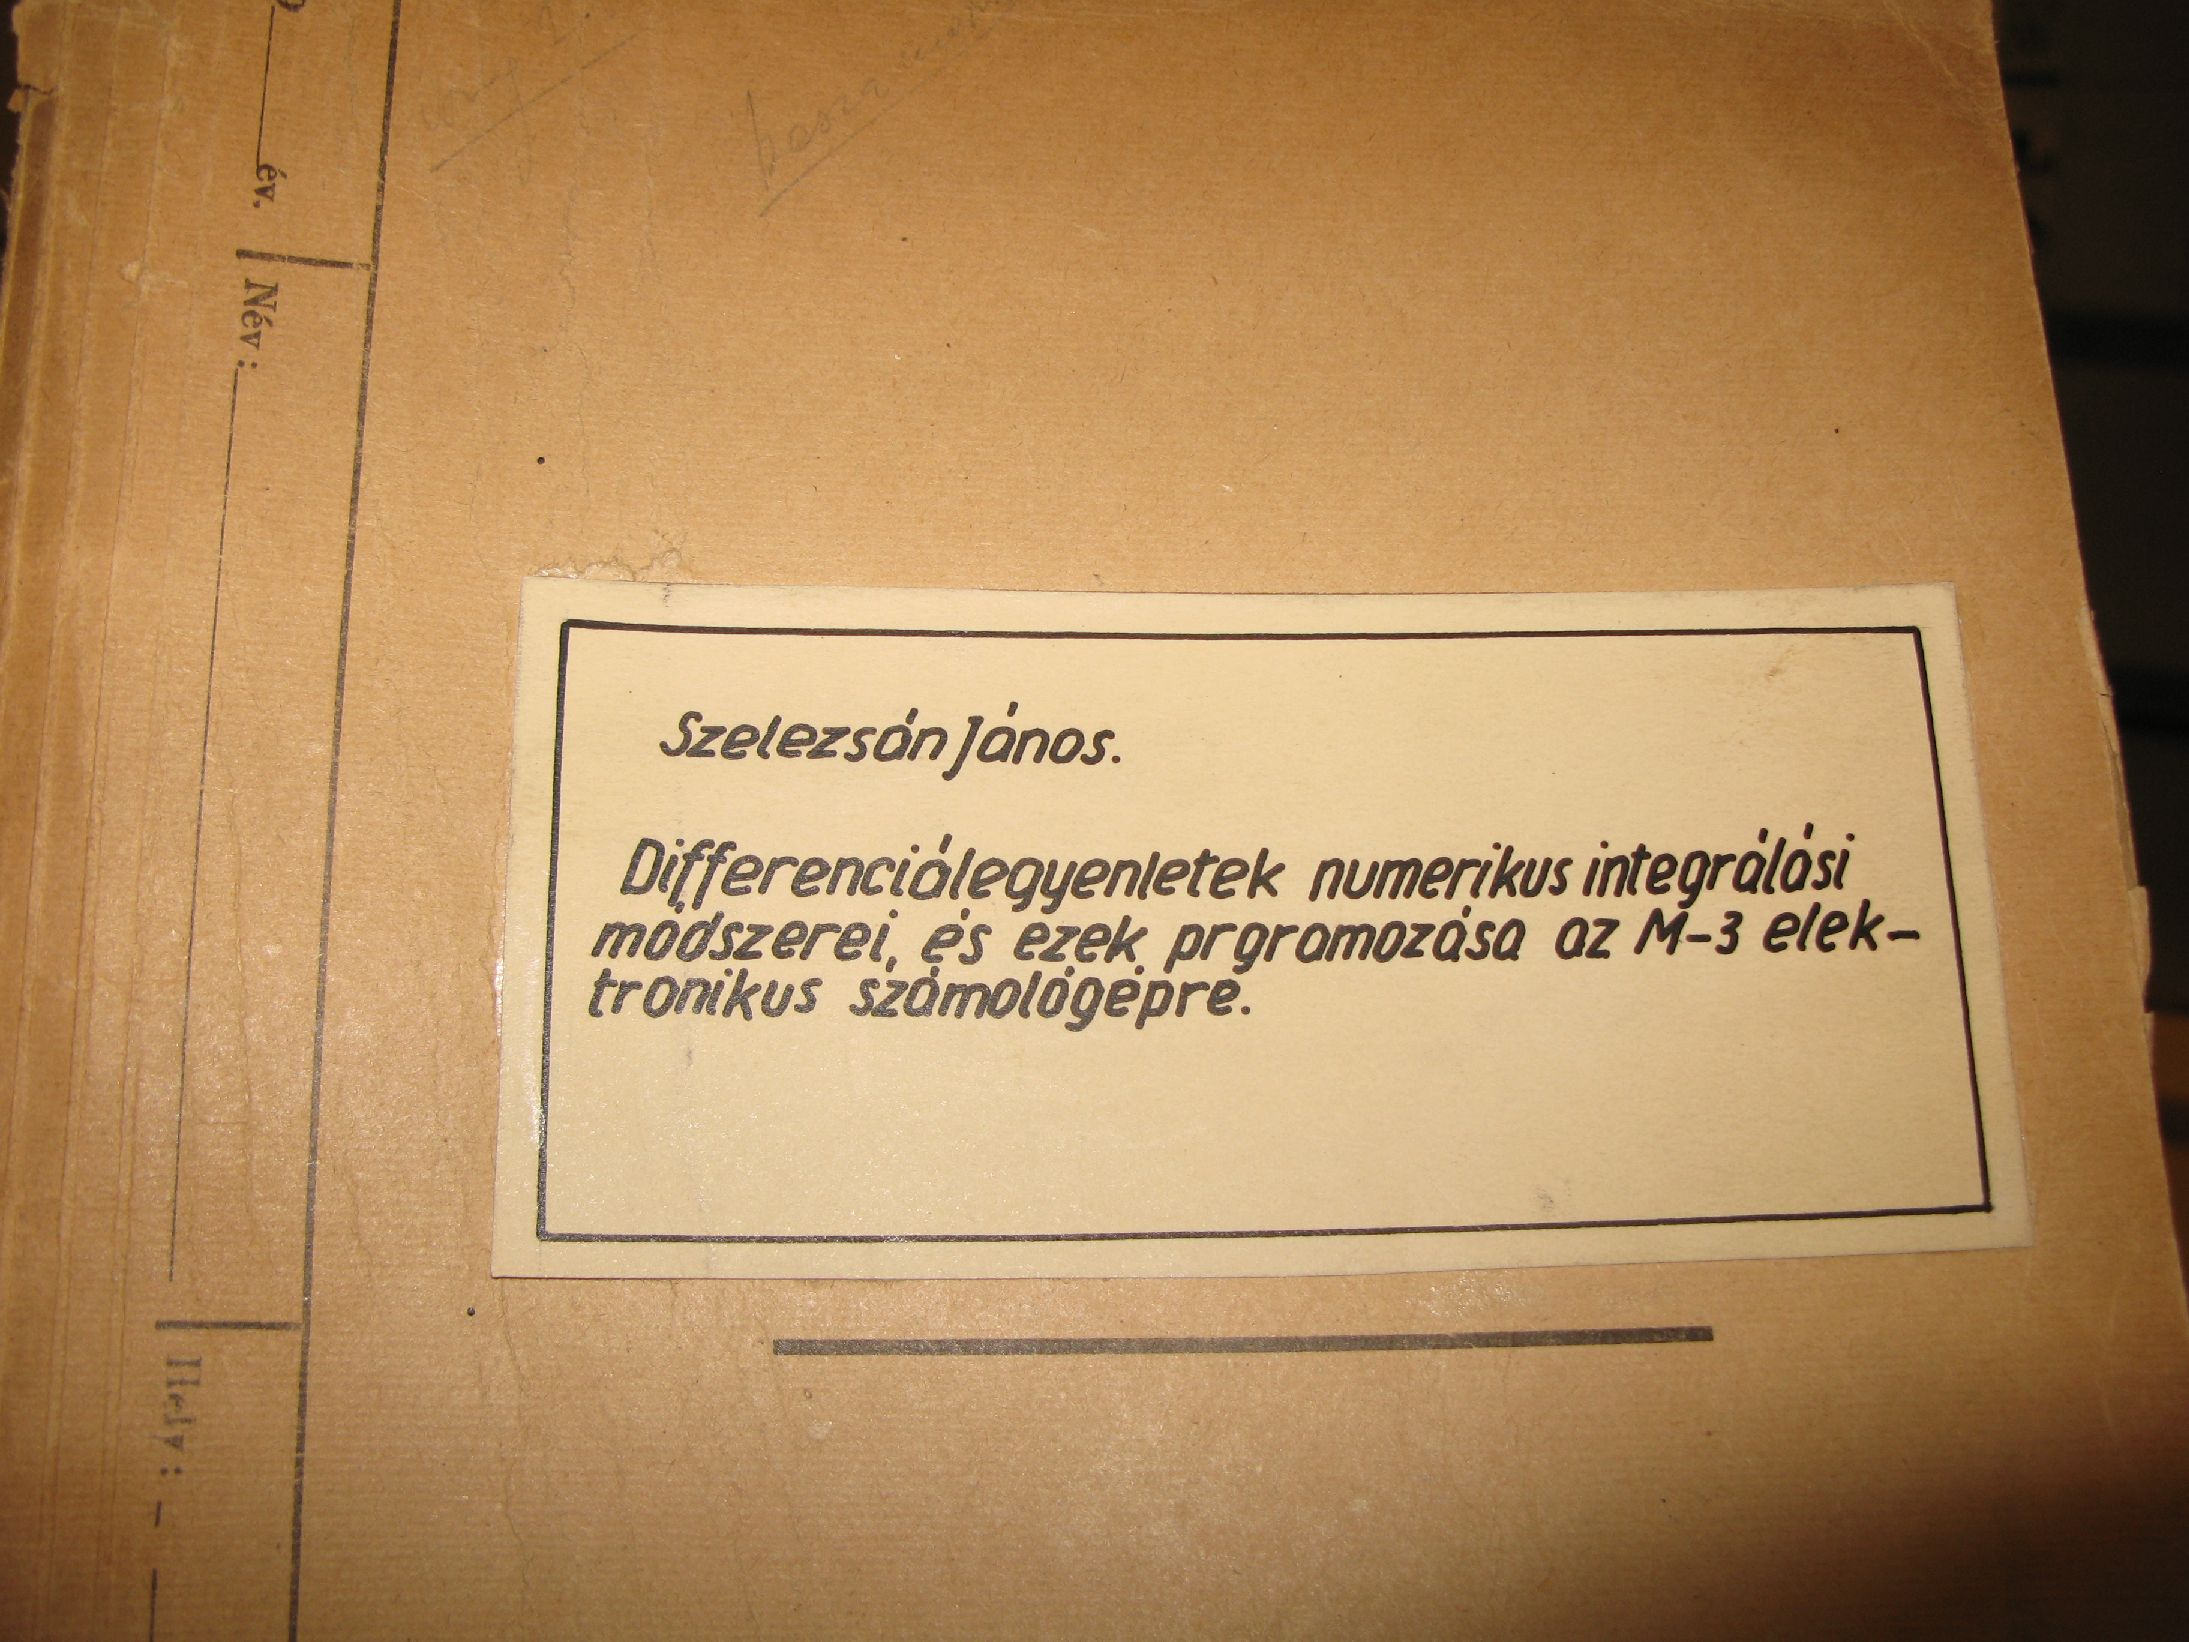 év.
Név:
Hely:
Szelezsán János.
Differenciálegyenletek numerikus integrálási
módszerei, és ezek prgramozása az M-3 elek-
tronikus számológépre.